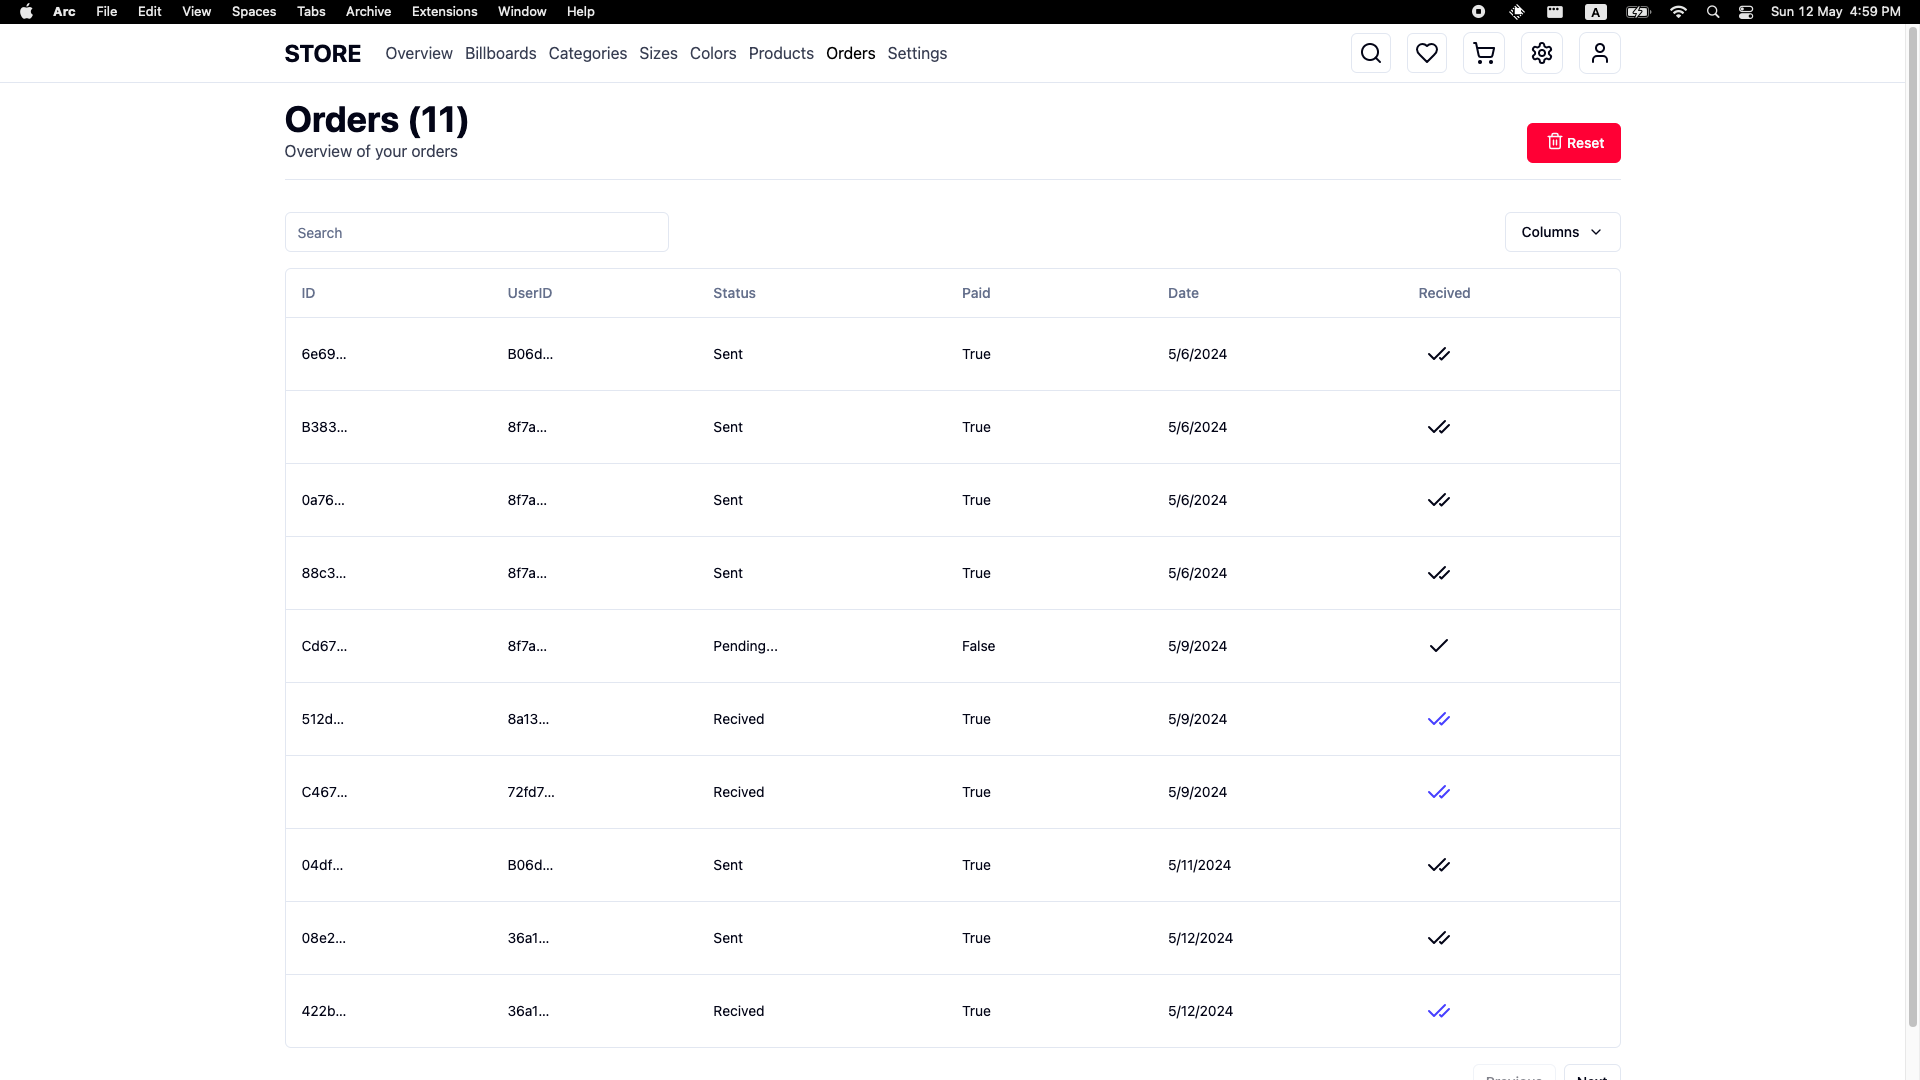 Arc File Edit View Spaces Tabs Archive Extensions Window Help A Sun 12 May 4:59 PM
STORE Overview Billboards Categories Sizes Colors Products Orders Settings
Orders (11)
Overview of your orders
Reset
Search
Columns
ID UserID Status Paid Date Recived
6e69... B06d... Sent True 5/6/2024
B383... 8f7a... Sent True 5/6/2024
0a76... 8f7a... Sent True 5/6/2024
88c3... 8f7a... Sent True 5/6/2024
Cd67... 8f7a... Pending... False 5/9/2024
512d... 8a13... Recived True 5/9/2024
C467... 72fd7... Recived True 5/9/2024
04df... B06d... Sent True 5/11/2024
08e2... 36a1... Sent True 5/12/2024
422b... 36a1... Recived True 5/12/2024
Previous Next